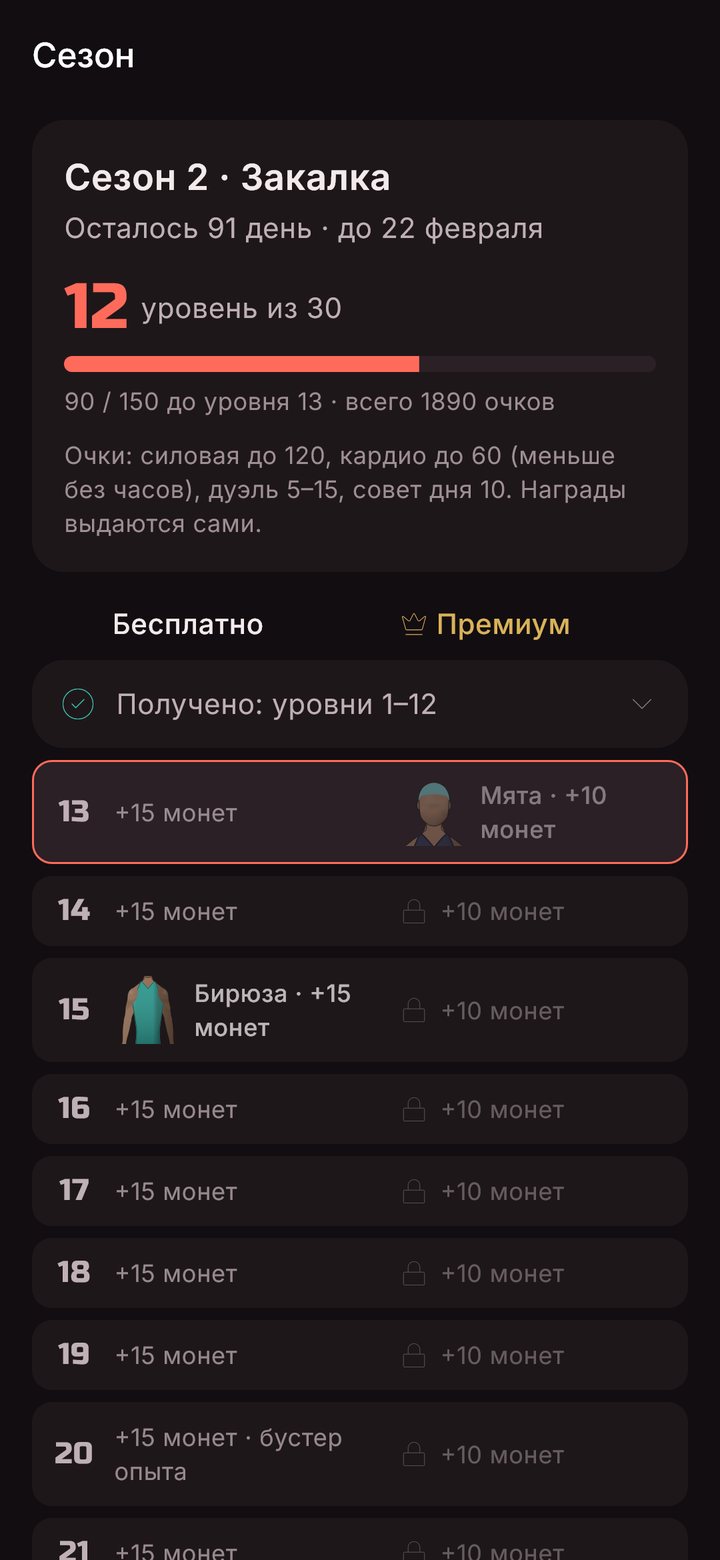 Сезон
Сезон 2 · Закалка
Осталось 91 день · до 22 февраля
12 уровень из 30
90 / 150 до уровня 13 · всего 1890 очков
Очки: силовая до 120, кардио до 60 (меньше
без часов), дуэль 5–15, совет дня 10. Награды
выдаются сами.
Бесплатно Премиум
Получено: уровни 1–12
13 +15 монет Мята · +10
монет
14 +15 монет +10 монет
15 Бирюза · +15
монет +10 монет
16 +15 монет +10 монет
17 +15 монет +10 монет
18 +15 монет +10 монет
19 +15 монет +10 монет
20 +15 монет · бустер
опыта +10 монет
21 +15 монет +10 монет